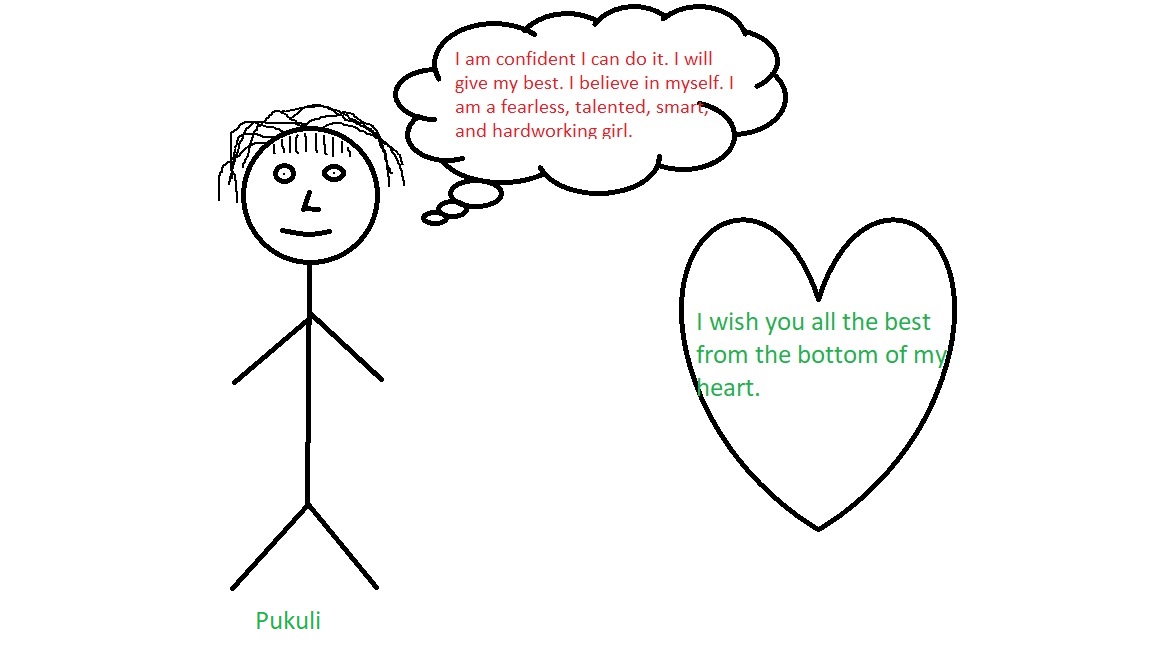 I am confident I can do it. I will
give my best. I believe in myself. I
am a fearless, talented, smart,
and hardworking girl.
I wish you all the best
from the bottom of my
heart.
Pukuli